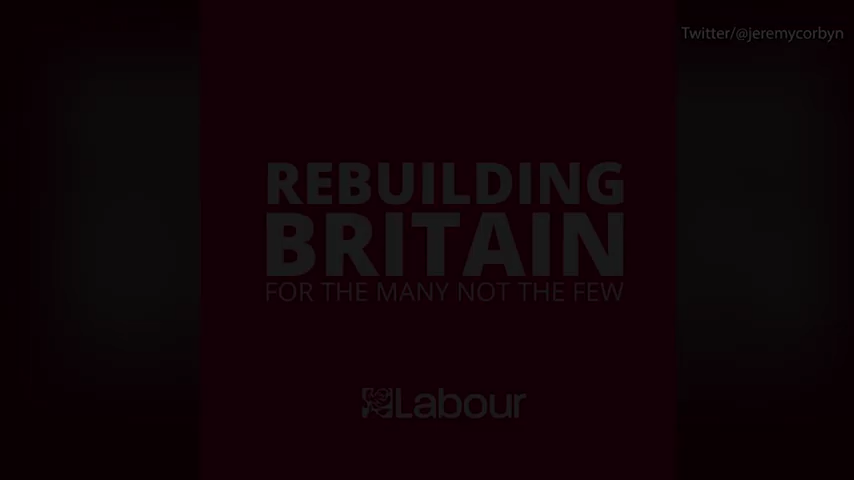 Twitter/@jeremycorbyn
REBUILDING
BRITAIN
FOR THE MANY NOT THE FEW
Labour